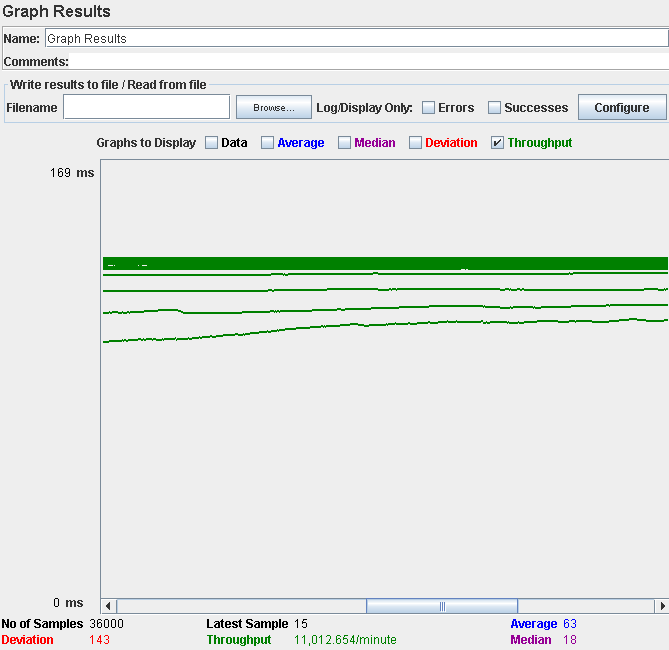 Graph Results
Name: Graph Results
Comments:
Write results to file / Read from file
Filename Browse... Log/Display Only: Errors Successes Configure
Graphs to Display Data Average Median Deviation Throughput
169 ms
0 ms
No of Samples 36000 Latest Sample 15 Average 63
Deviation 143 Throughput 11,012.654/minute Median 18